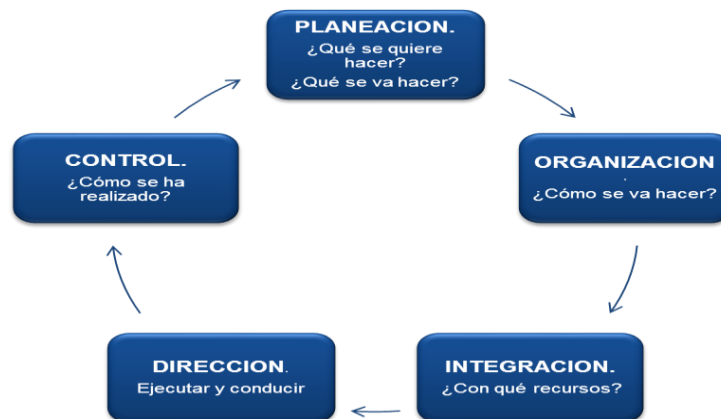 PLANEACION.
¿Qué se quiere
hacer?
¿Qué se va hacer?
ORGANIZACION
.
¿Cómo se va hacer?
INTEGRACION.
¿Con qué recursos?
DIRECCION.
Ejecutar y conducir
CONTROL.
¿Cómo se ha
realizado?